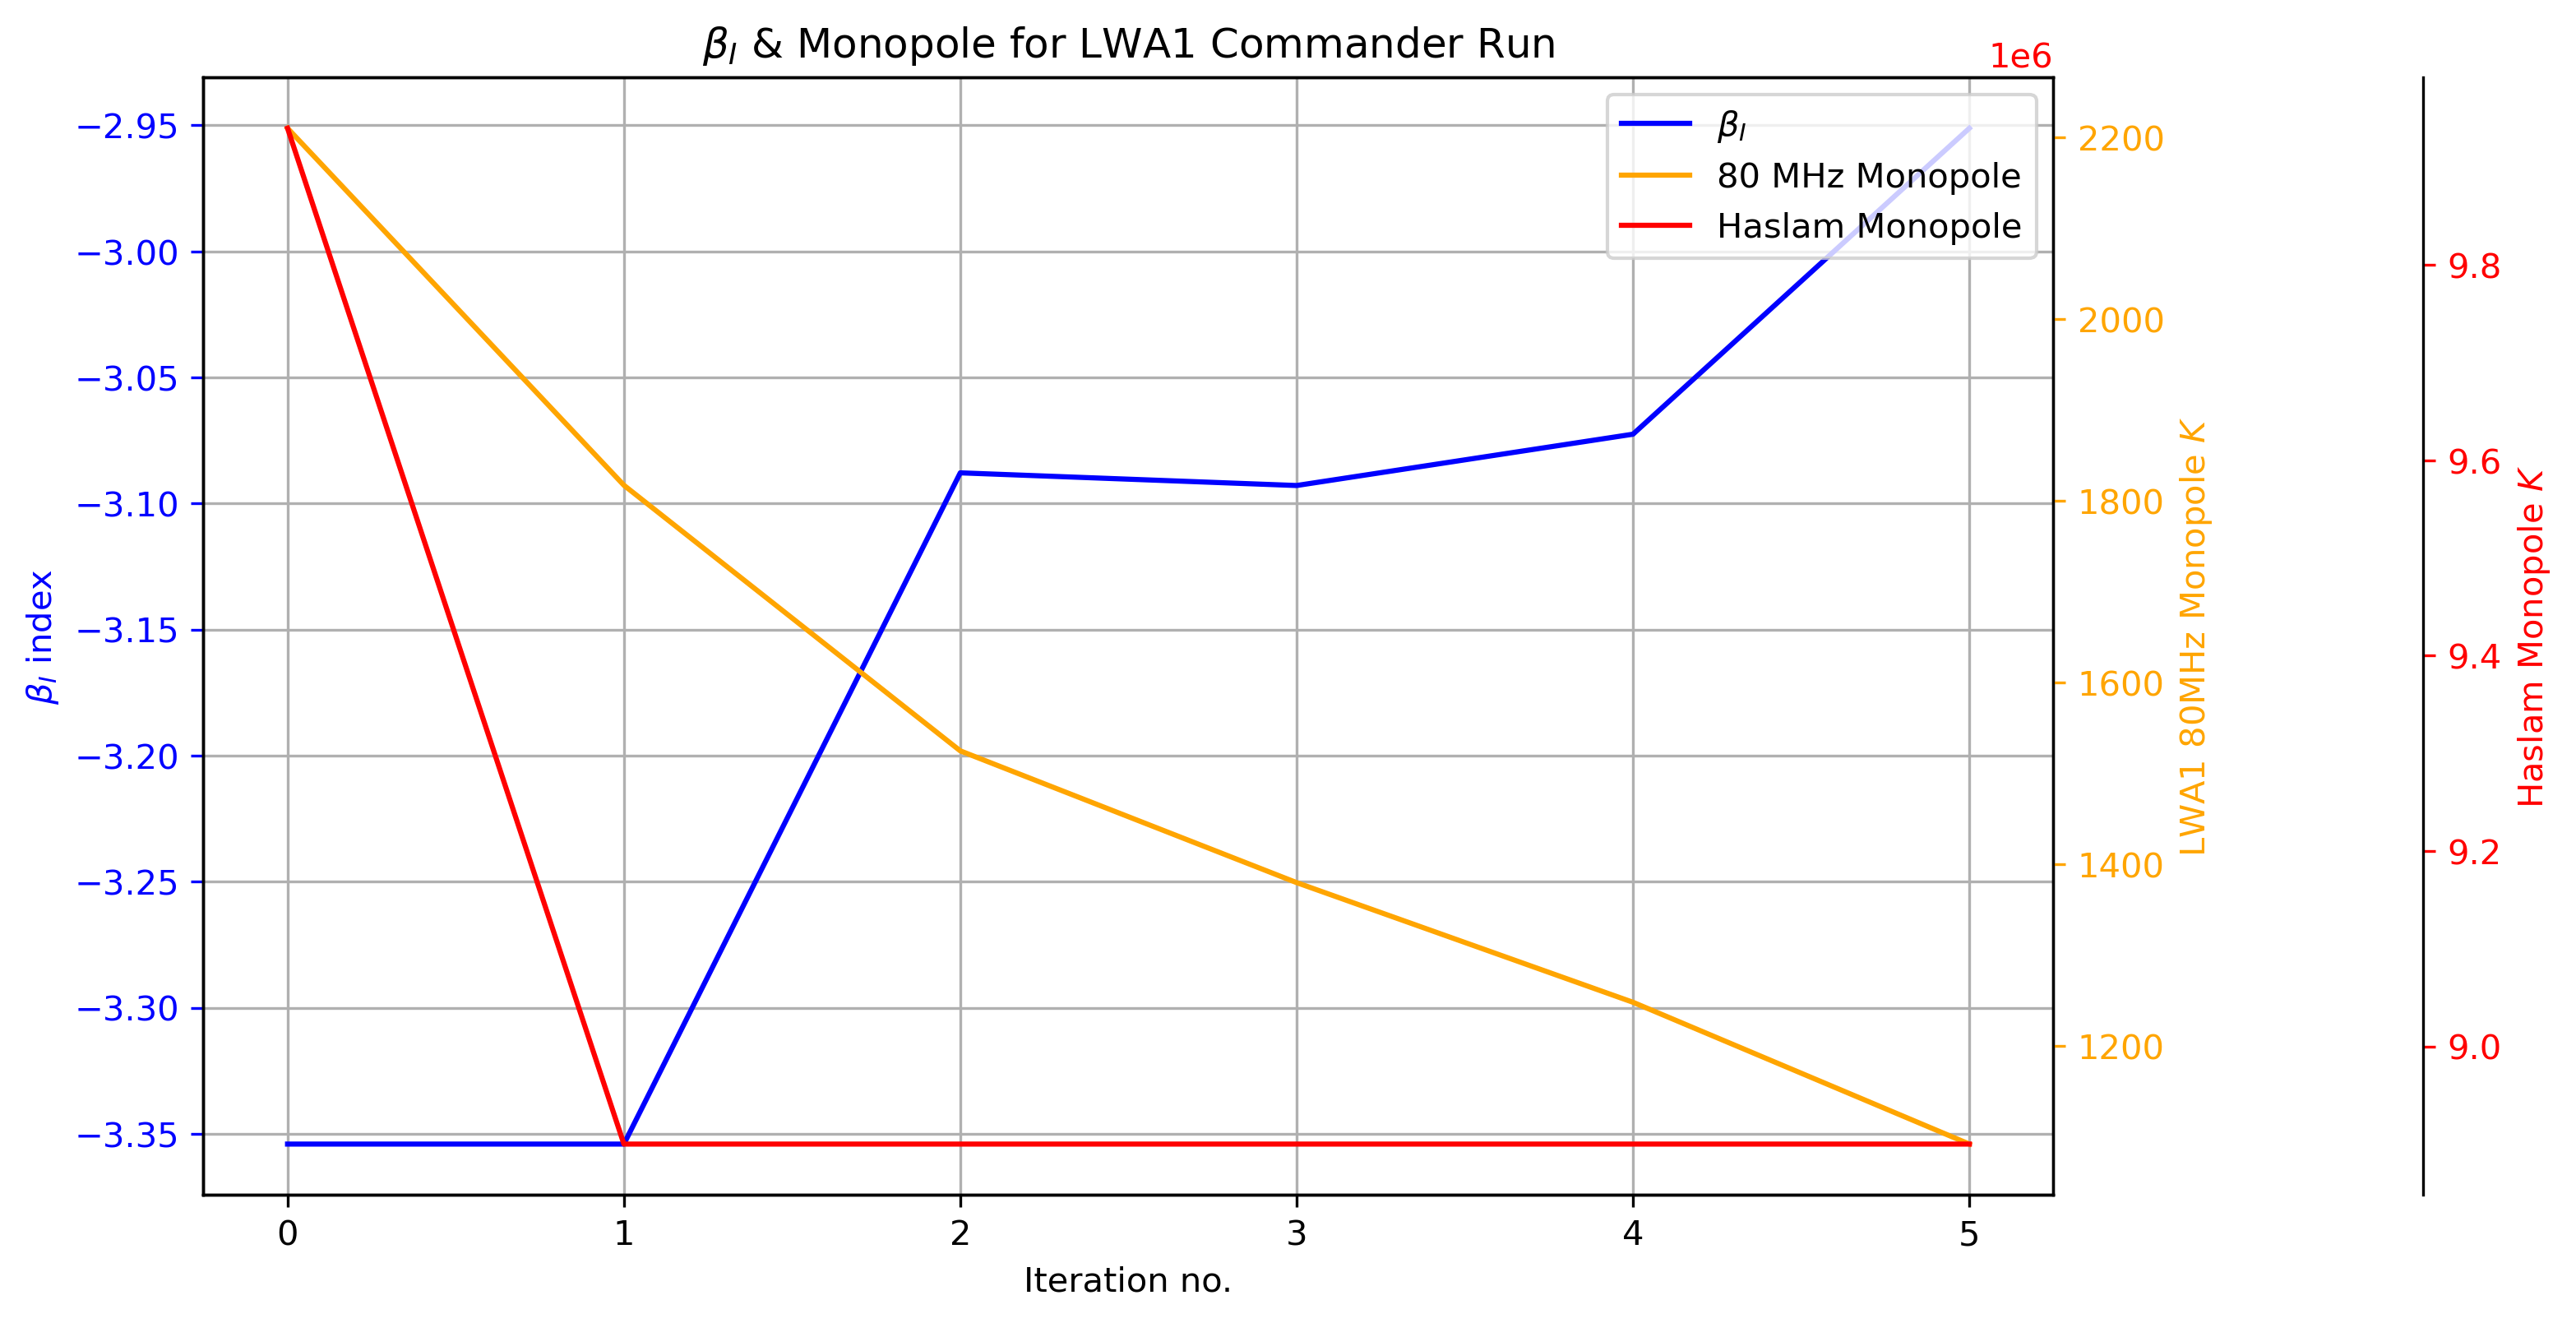 β_l & Monopole for LWA1 Commander Run
1e6
β_l
80 MHz Monopole
Haslam Monopole
−2.95
−3.00
−3.05
−3.10
−3.15
−3.20
−3.25
−3.30
−3.35
β_l index
2200
2000
1800
1600
1400
1200
LWA1 80MHz Monopole K
9.8
9.6
9.4
9.2
9.0
Haslam Monopole K
0 1 2 3 4 5
Iteration no.